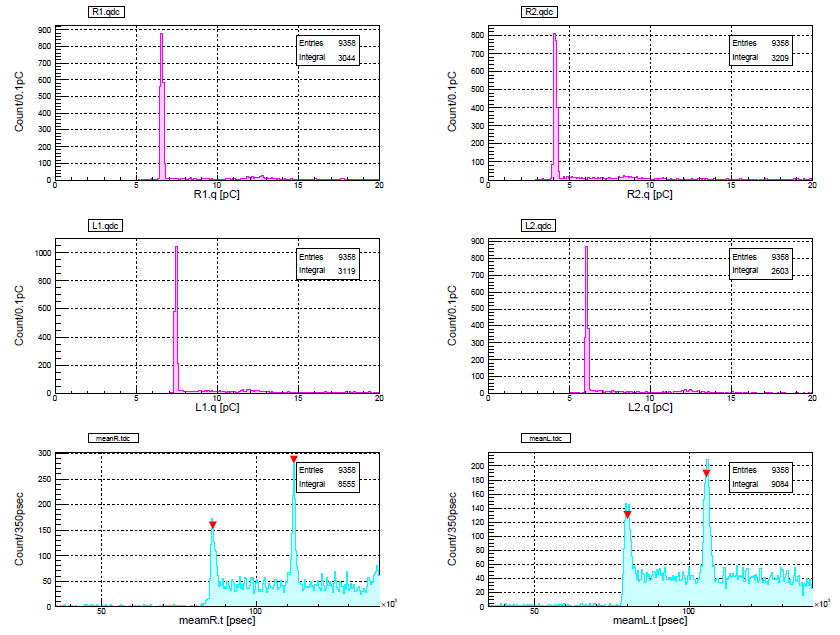 R1.qdc
R2.qdc
Count/0.1pC
900
800
700
600
500
400
300
200
100
0
Entries 9358
Integral 3044
0 5 10 15 20
R1.q [pC]
Count/0.1pC
800
700
600
500
400
300
200
100
0
Entries 9358
Integral 3209
0 5 10 15 20
R2.q [pC]
L1.qdc
L2.qdc
Count/0.1pC
1000
800
600
400
200
0
Entries 9358
Integral 3119
0 5 10 15 20
L1.q [pC]
Count/0.1pC
900
800
700
600
500
400
300
200
100
0
Entries 9358
Integral 2603
0 5 10 15 20
L2.q [pC]
meanR.tdc
meanL.tdc
Count/350psec
300
250
200
150
100
50
0
Entries 9358
Integral 8555
50 100
meanR.t [psec]
Count/350psec
200
180
160
140
120
100
80
60
40
20
0
Entries 9358
Integral 9084
50 100
meanL.t [psec]